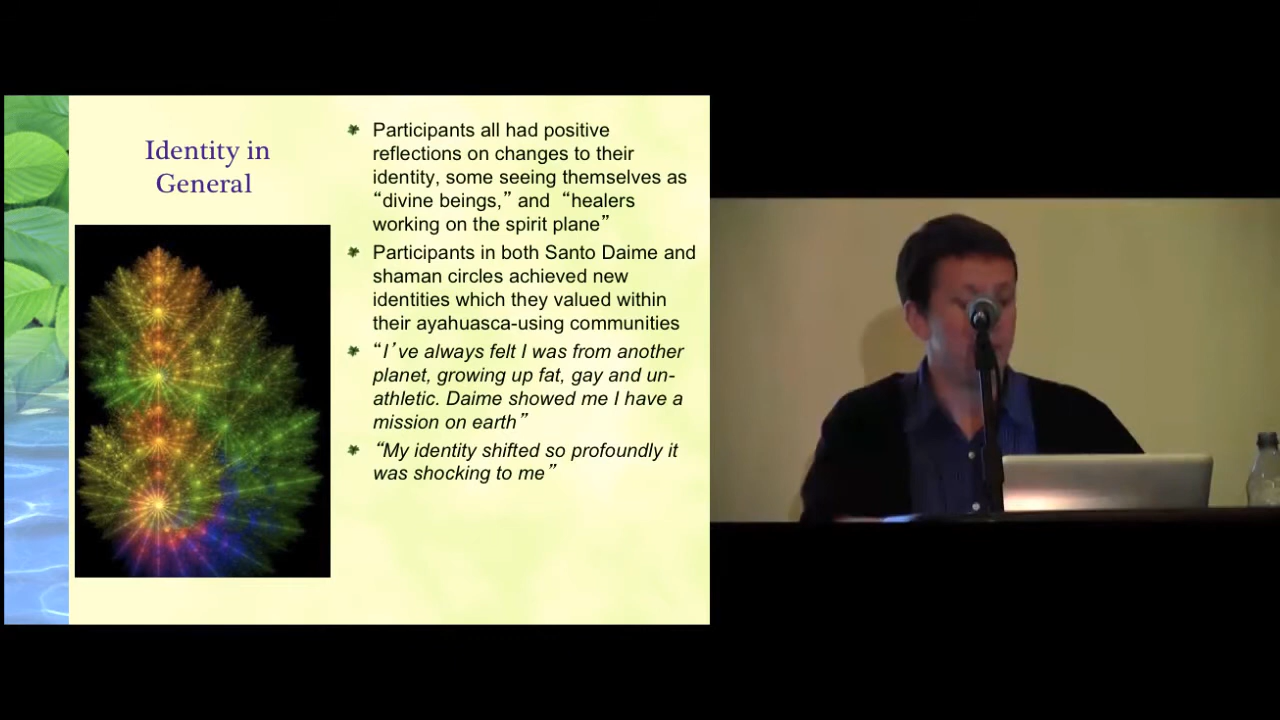 Identity in
General
Participants all had positive
reflections on changes to their
identity, some seeing themselves as
“divine beings,” and “healers
working on the spirit plane”
Participants in both Santo Daime and
shaman circles achieved new
identities which they valued within
their ayahuasca-using communities
“I’ve always felt I was from another
planet, growing up fat, gay and un-
athletic. Daime showed me I have a
mission on earth”
“My identity shifted so profoundly it
was shocking to me”